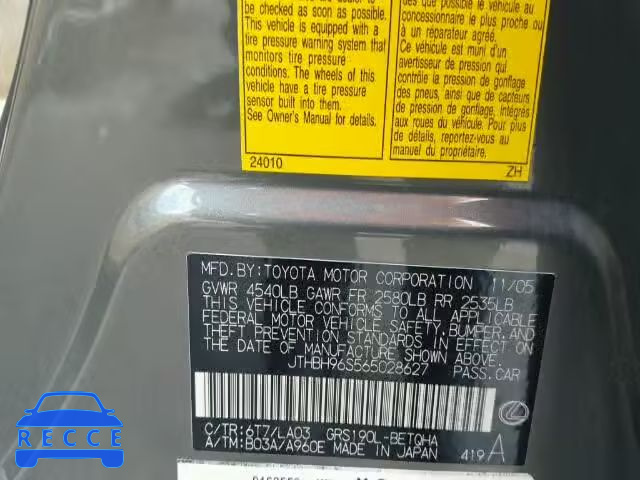 be checked as soon as possible.
This vehicle is equipped with a
tire pressure warning system that
monitors tire pressure
conditions. The wheels of this
vehicle have a tire pressure
sensor built into them.
See Owner's Manual for details.
24010
dès que possible le véhicule au
concessionnaire le plus proche ou
à un réparateur agréé.
Ce véhicule est muni d'un
avertisseur de pression qui
contrôle la pression de gonflage
des pneus, ainsi que de capteurs
de pression de gonflage, intégrés
aux roues du véhicule. Pour plus
de détails, reportez-vous au
manuel du propriétaire.
ZH
MFD.BY:TOYOTA MOTOR CORPORATION 11/05
GVWR 4540LB GAWR FR 2580LB RR 2535LB
THIS VEHICLE CONFORMS TO ALL APPLICABLE
FEDERAL MOTOR VEHICLE SAFETY,BUMPER,AND
THEFT PREVENTION STANDARDS IN EFFECT ON
THE DATE OF MANUFACTURE SHOWN ABOVE.
JTHBH96S565028627 PASS.CAR
C/TR:6T7/LA03 GRS190L-BETQHA
A/TM:B03A/A960E MADE IN JAPAN
419A
RECCE